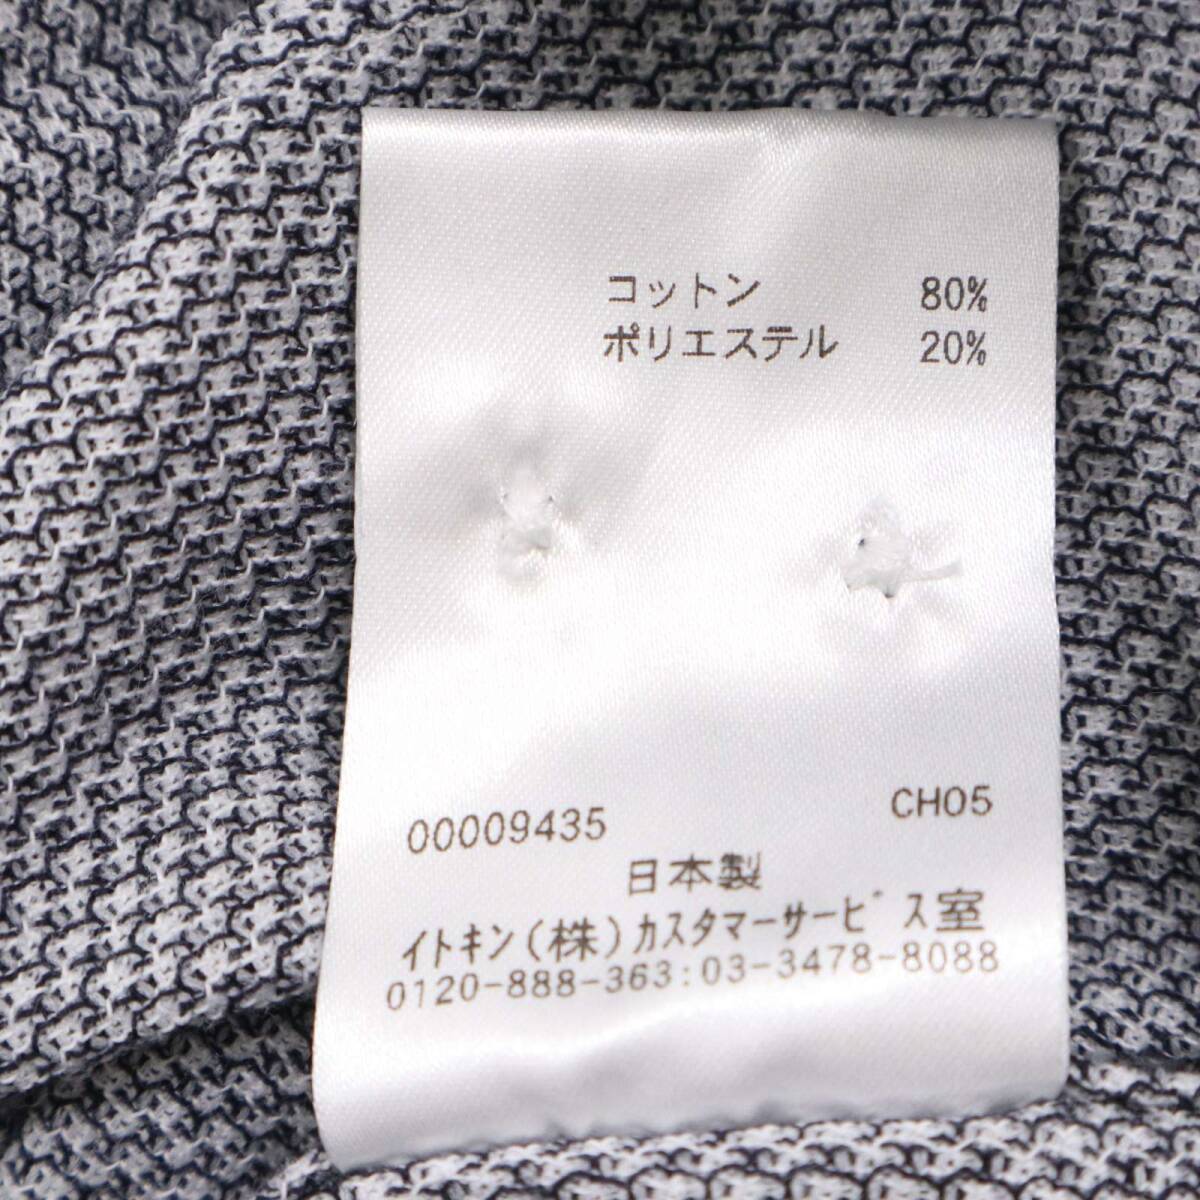 コットン 80%
ポリエステル 20%
00009435 CH05
日本製
イトキン(株)カスタマーサービス室
0120-888-363:03-3478-8088